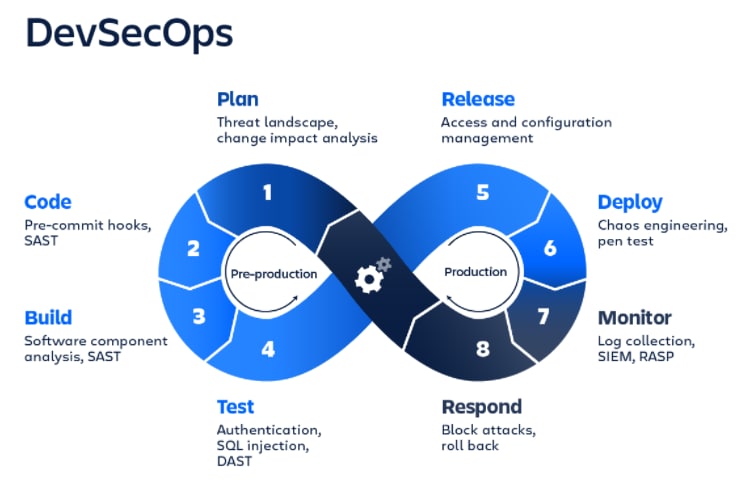 DevSecOps
Plan
Threat landscape,
change impact analysis
Release
Access and configuration
management
Code
Pre-commit hooks,
SAST
1
5
Deploy
Chaos engineering,
pen test
2
6
Pre-production
Production
Build
Software component
analysis, SAST
3
7
Monitor
Log collection,
SIEM, RASP
4
8
Test
Authentication,
SQL injection,
DAST
Respond
Block attacks,
roll back